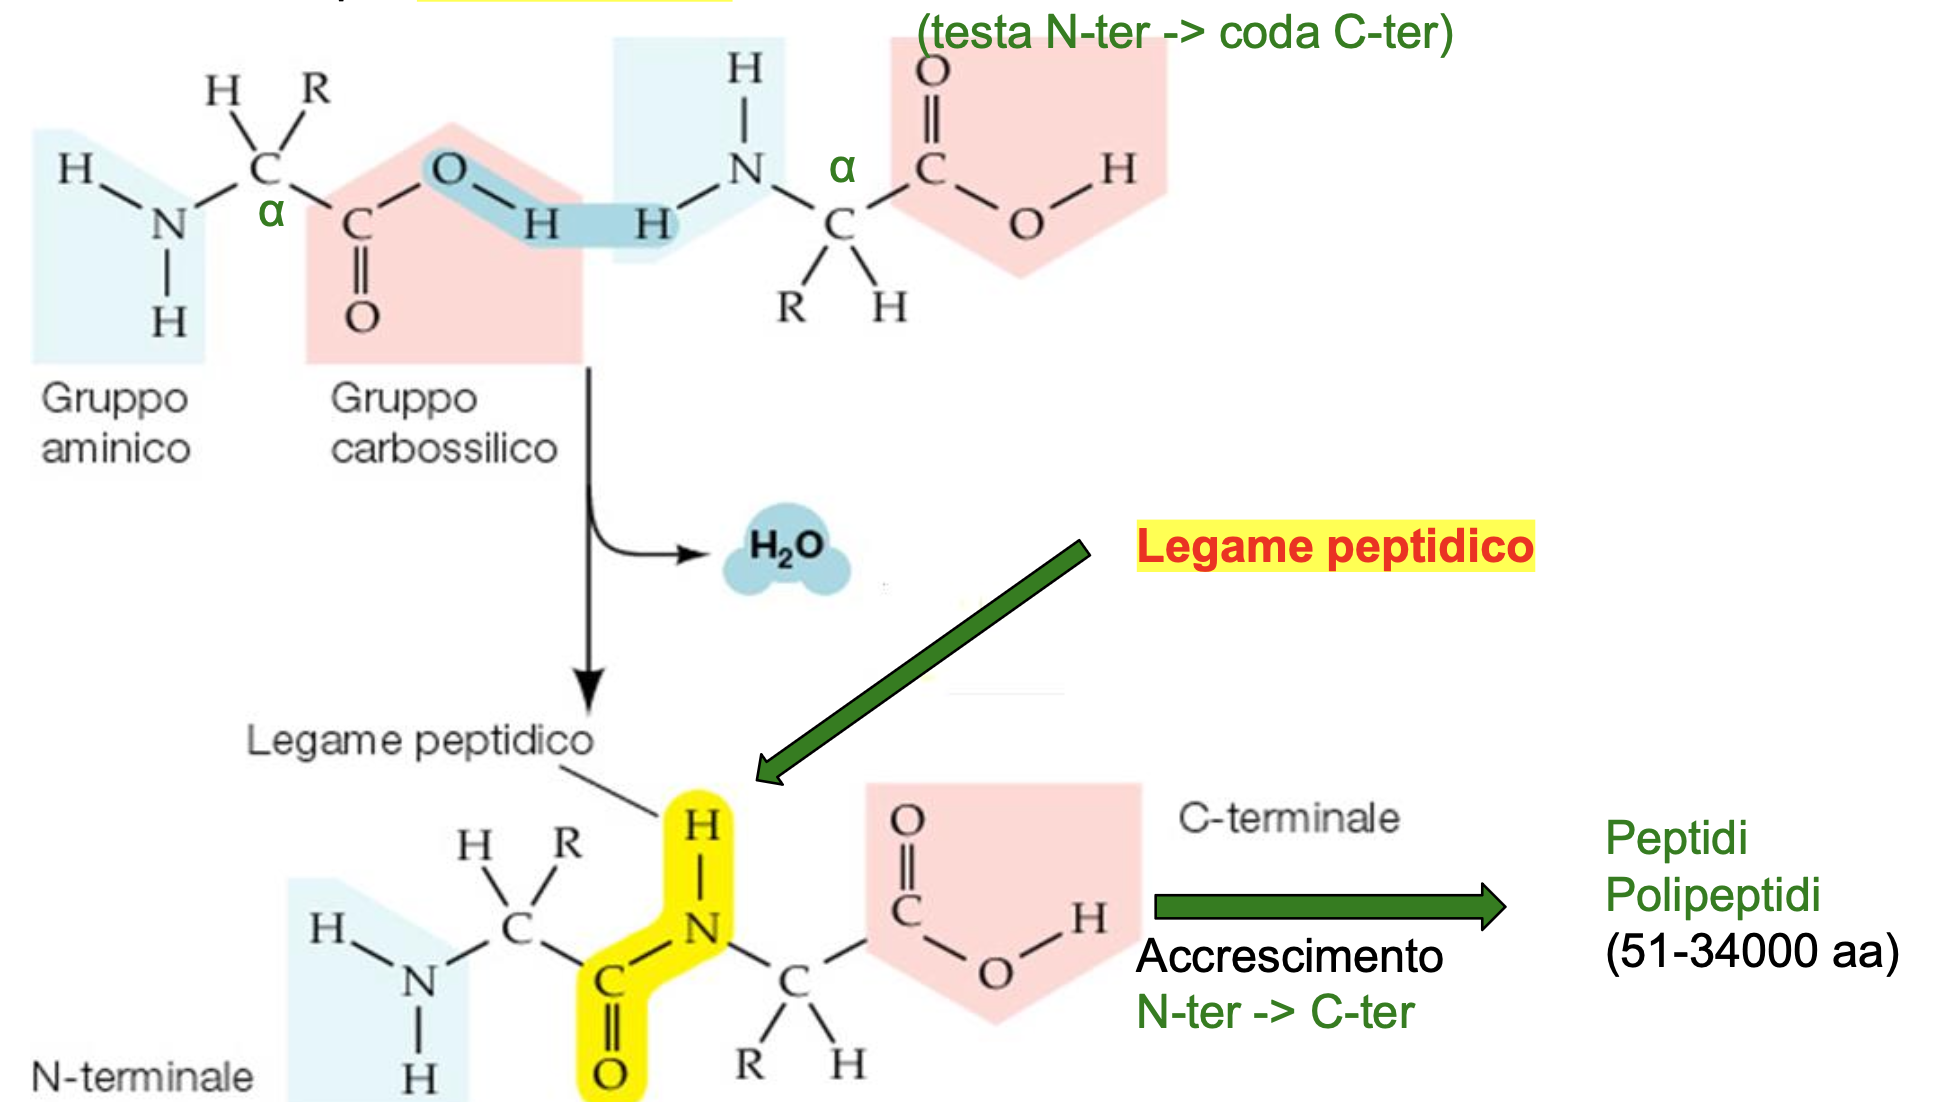 (testa N-ter -> coda C-ter)
H R H O
H C O N α C H
N α C H H C O
H O R H
Gruppo aminico
Gruppo carbossilico
H₂O
Legame peptidico
Legame peptidico
H O C-terminale
H R
Peptidi
Polipeptidi
(51-34000 aa)
H C N C H
N C C O
H O R H
Accrescimento
N-ter -> C-ter
N-terminale